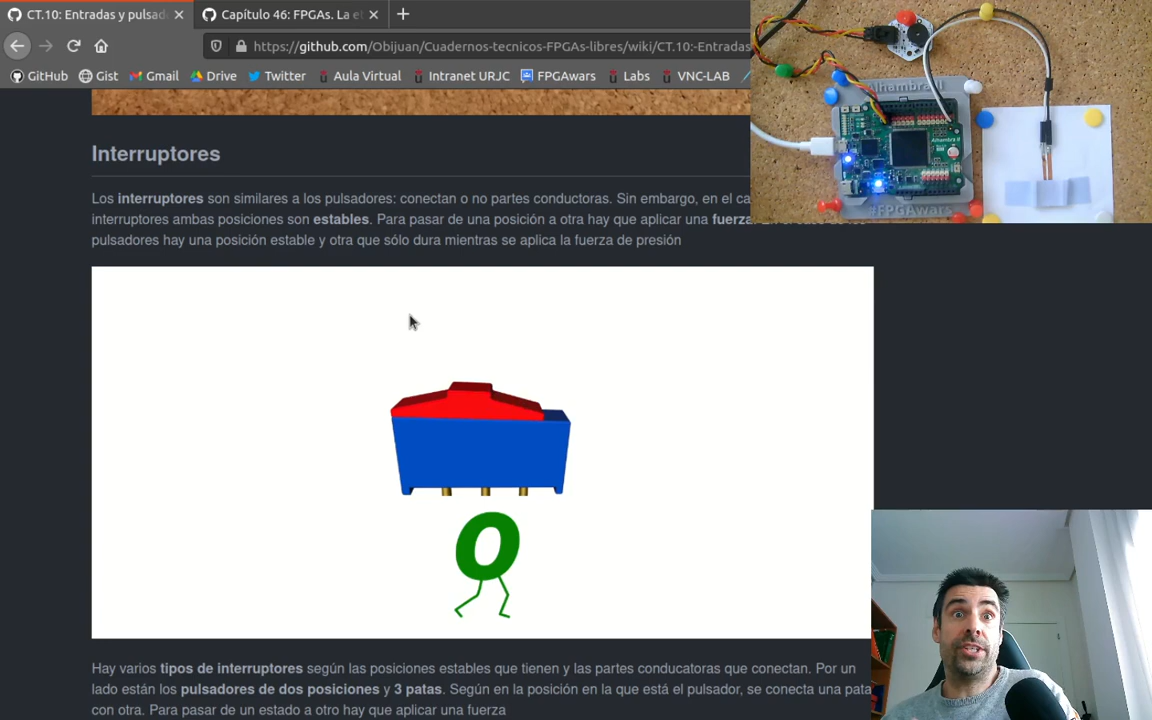 CT.10: Entradas y pulsad
Capítulo 46: FPGAs. La e
https://github.com/Obijuan/Cuadernos-tecnicos-FPGAs-libres/wiki/CT.10:-Entradas
GitHub Gist Gmail Drive Twitter Aula Virtual Intranet URJC FPGAwars Labs VNC-LAB
Alhambra II
#FPGAwars
Interruptores
Los interruptores son similares a los pulsadores: conectan o no partes conductoras. Sin embargo, en el ca
interruptores ambas posiciones son estables. Para pasar de una posición a otra hay que aplicar una fuerza.
pulsadores hay una posición estable y otra que sólo dura mientras se aplica la fuerza de presión
0
Hay varios tipos de interruptores según las posiciones estables que tienen y las partes conducatoras que conectan. Por un
lado están los pulsadores de dos posiciones y 3 patas. Según en la posición en la que está el pulsador, se conecta una pata
con otra. Para pasar de un estado a otro hay que aplicar una fuerza